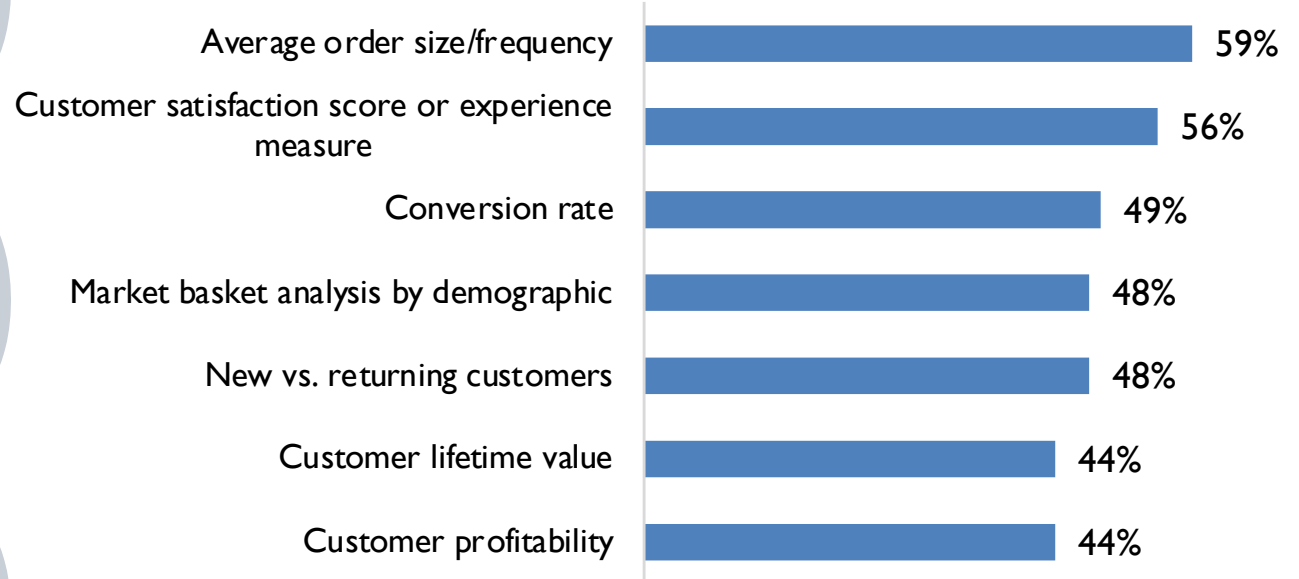 Average order size/frequency
59%
Customer satisfaction score or experience
measure
56%
Conversion rate
49%
Market basket analysis by demographic
48%
New vs. returning customers
48%
Customer lifetime value
44%
Customer profitability
44%